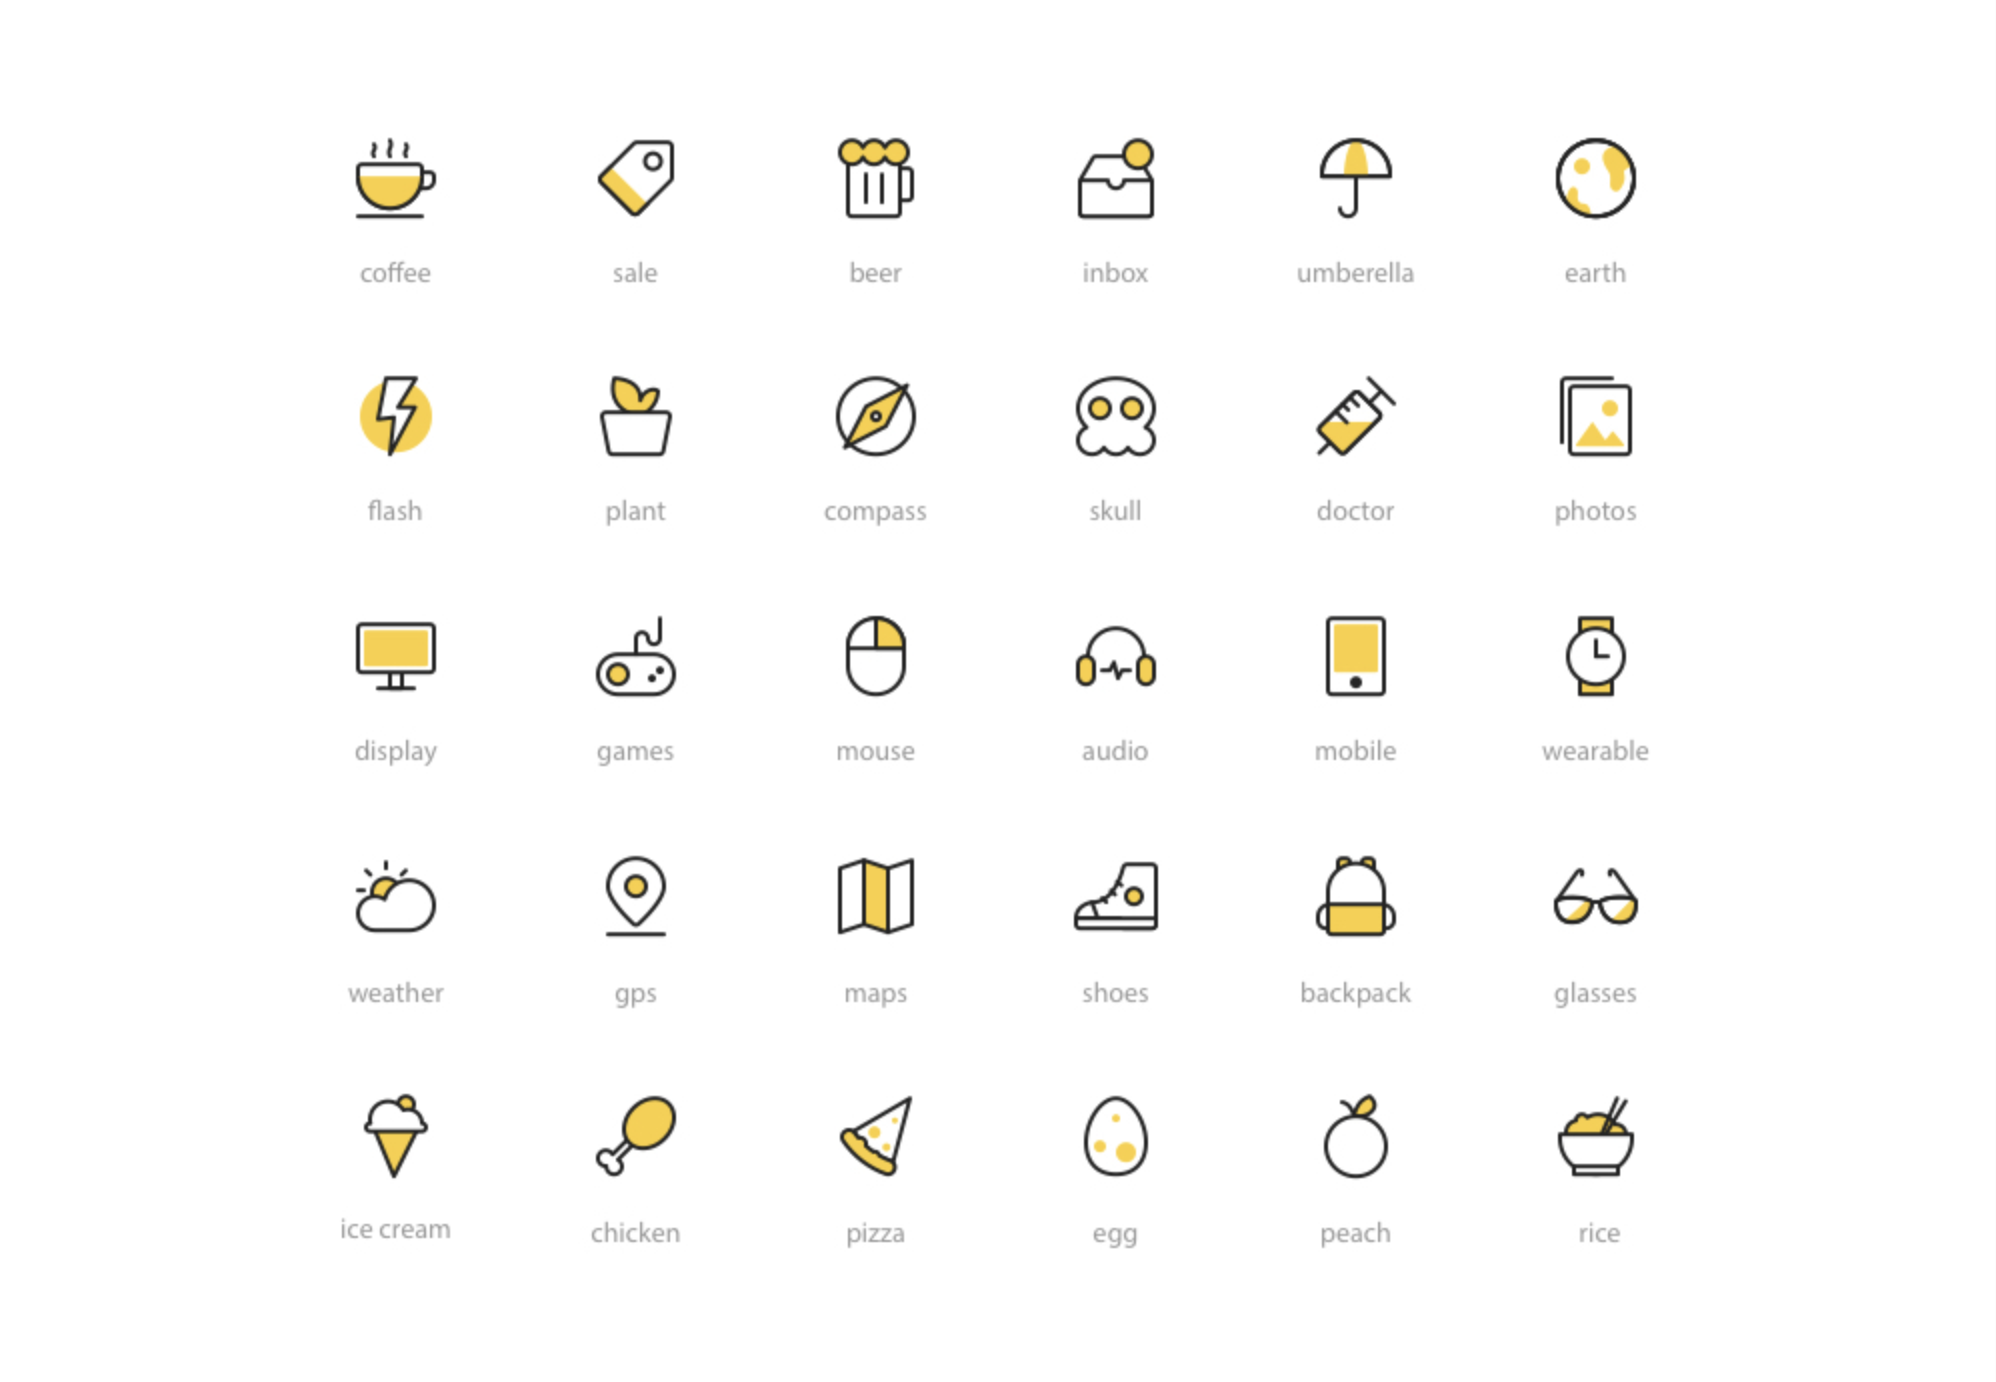 coffee
sale
beer
inbox
umberella
earth
flash
plant
compass
skull
doctor
photos
display
games
mouse
audio
mobile
wearable
weather
gps
maps
shoes
backpack
glasses
ice cream
chicken
pizza
egg
peach
rice